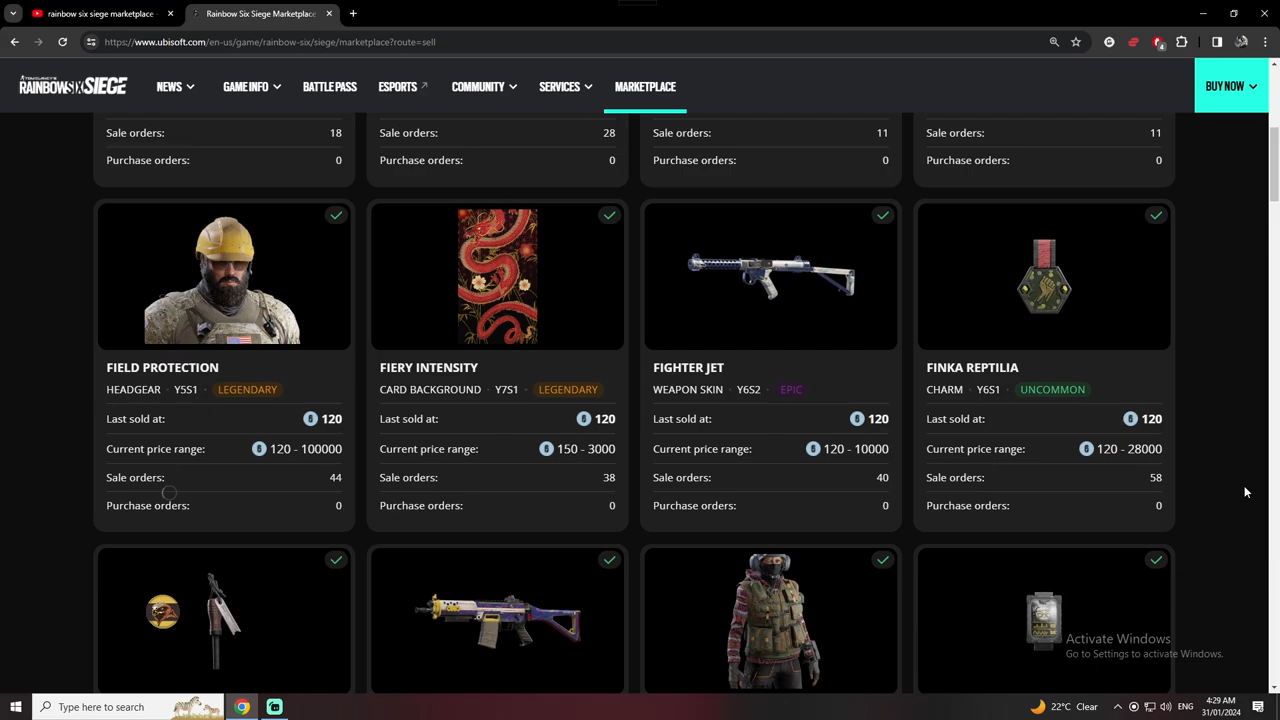 rainbow six siege marketplace
Rainbow Six Siege Marketplace
https://www.ubisoft.com/en-us/game/rainbow-six/siege/marketplace?route=sell
4
TOM CLANCY'S
RAINBOWSIXSIEGE
NEWS GAME INFO BATTLE PASS ESPORTS COMMUNITY SERVICES MARKETPLACE BUY NOW
Sale orders: 18 Sale orders: 28 Sale orders: 11 Sale orders: 11
Purchase orders: 0 Purchase orders: 0 Purchase orders: 0 Purchase orders: 0
FIELD PROTECTION FIERY INTENSITY FIGHTER JET FINKA REPTILIA
HEADGEAR · Y5S1 · LEGENDARY CARD BACKGROUND · Y7S1 · LEGENDARY WEAPON SKIN · Y6S2 · EPIC CHARM · Y6S1 · UNCOMMON
Last sold at: 120 Last sold at: 120 Last sold at: 120 Last sold at: 120
Current price range: 120 - 100000 Current price range: 150 - 3000 Current price range: 120 - 10000 Current price range: 120 - 28000
Sale orders: 44 Sale orders: 38 Sale orders: 40 Sale orders: 58
Purchase orders: 0 Purchase orders: 0 Purchase orders: 0 Purchase orders: 0
Activate Windows
Go to Settings to activate Windows.
Type here to search 22°C Clear ENG 4:29 AM
31/01/2024